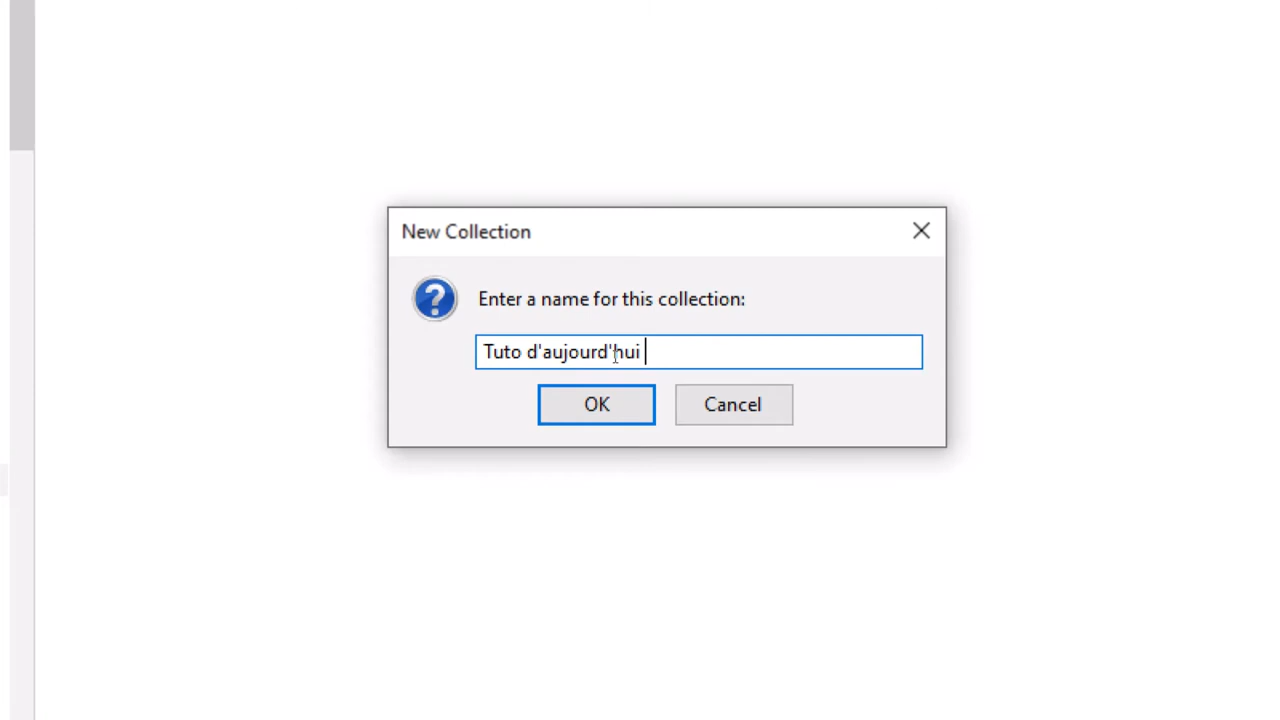 New Collection
Enter a name for this collection:
Tuto d'aujourd'hui
OK
Cancel